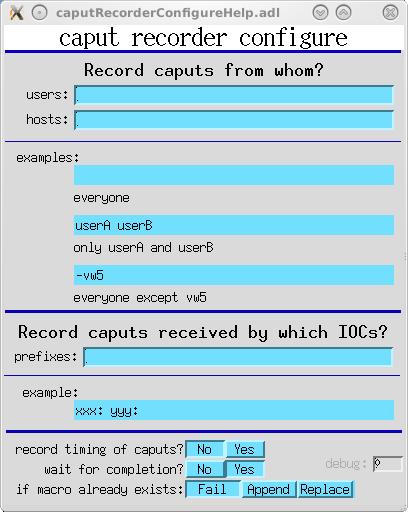 caputRecorderConfigureHelp.adl
caput recorder configure
Record caputs from whom?
users:
hosts:
examples:
everyone
userA userB
only userA and userB
-vw5
everyone except vw5
Record caputs received by which IOCs?
prefixes:
example:
xxx: yyy:
record timing of caputs? No Yes
wait for completion? No Yes
debug: 0
if macro already exists: Fail Append Replace